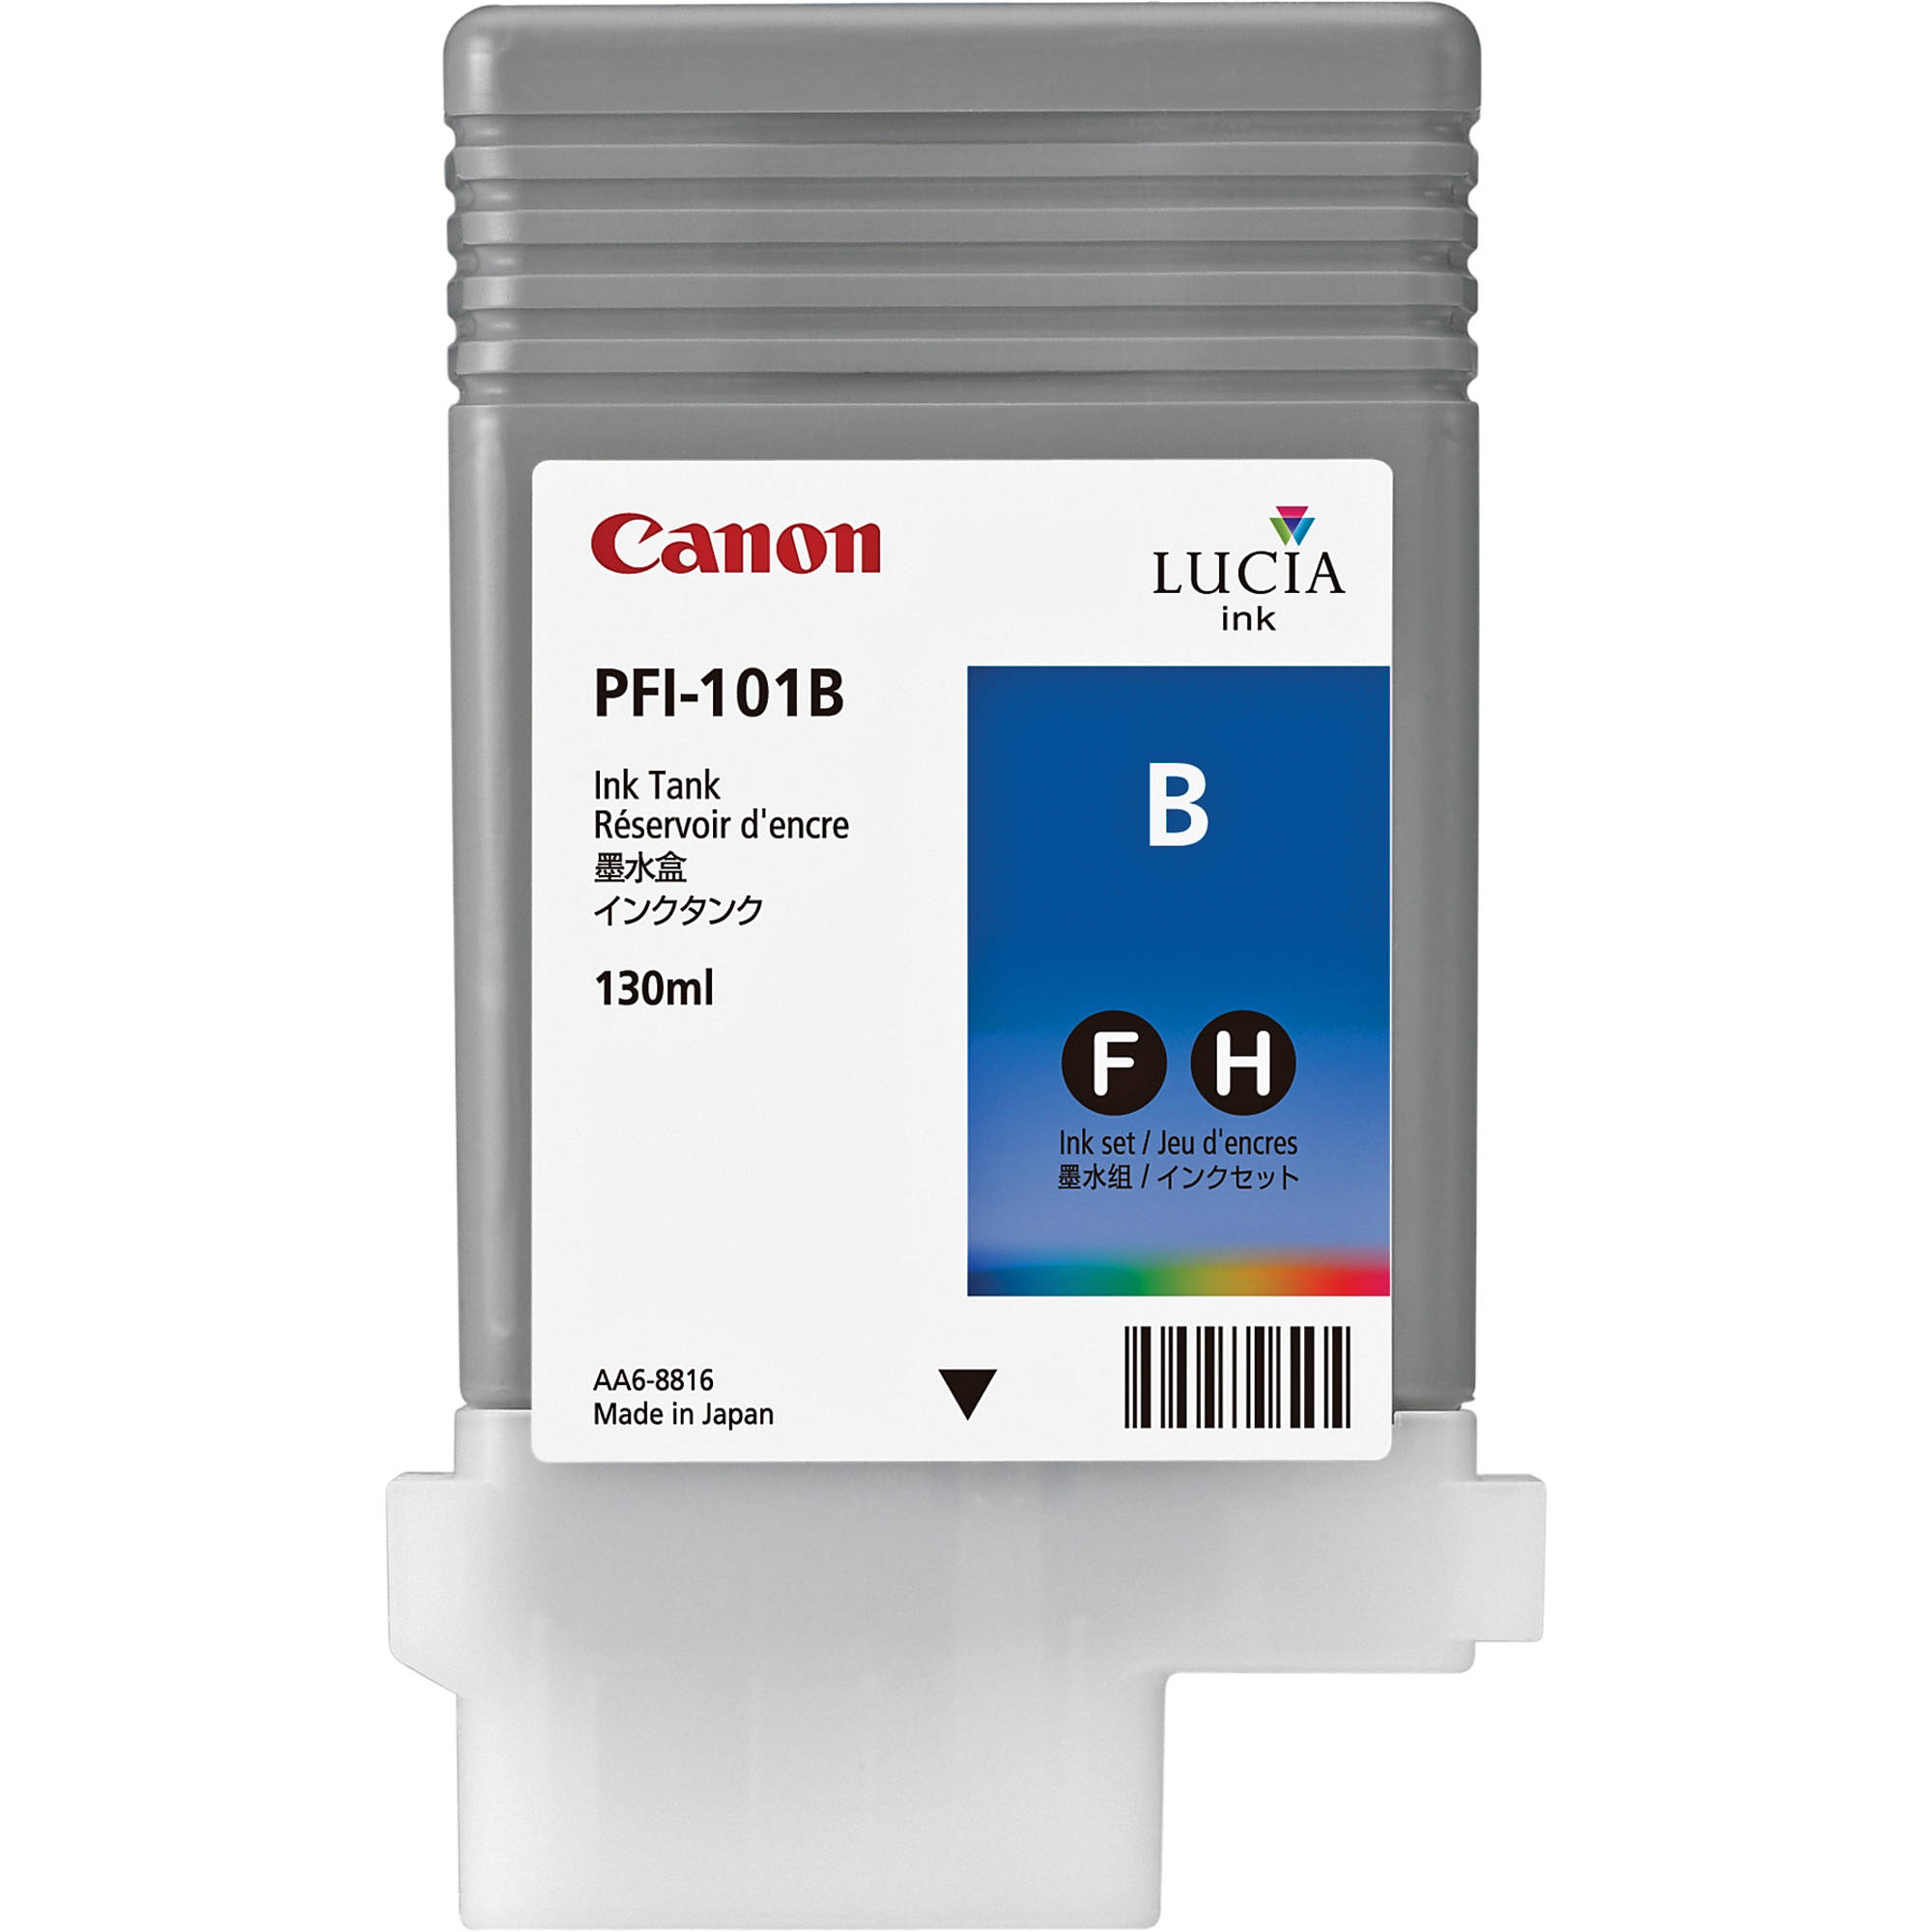 Canon
LUCIA
ink
PFI-101B
Ink Tank
Réservoir d'encre
墨水盒
インクタンク
130ml
B
F H
Ink set / Jeu d'encres
墨水组 / インクセット
AA6-8816
Made in Japan